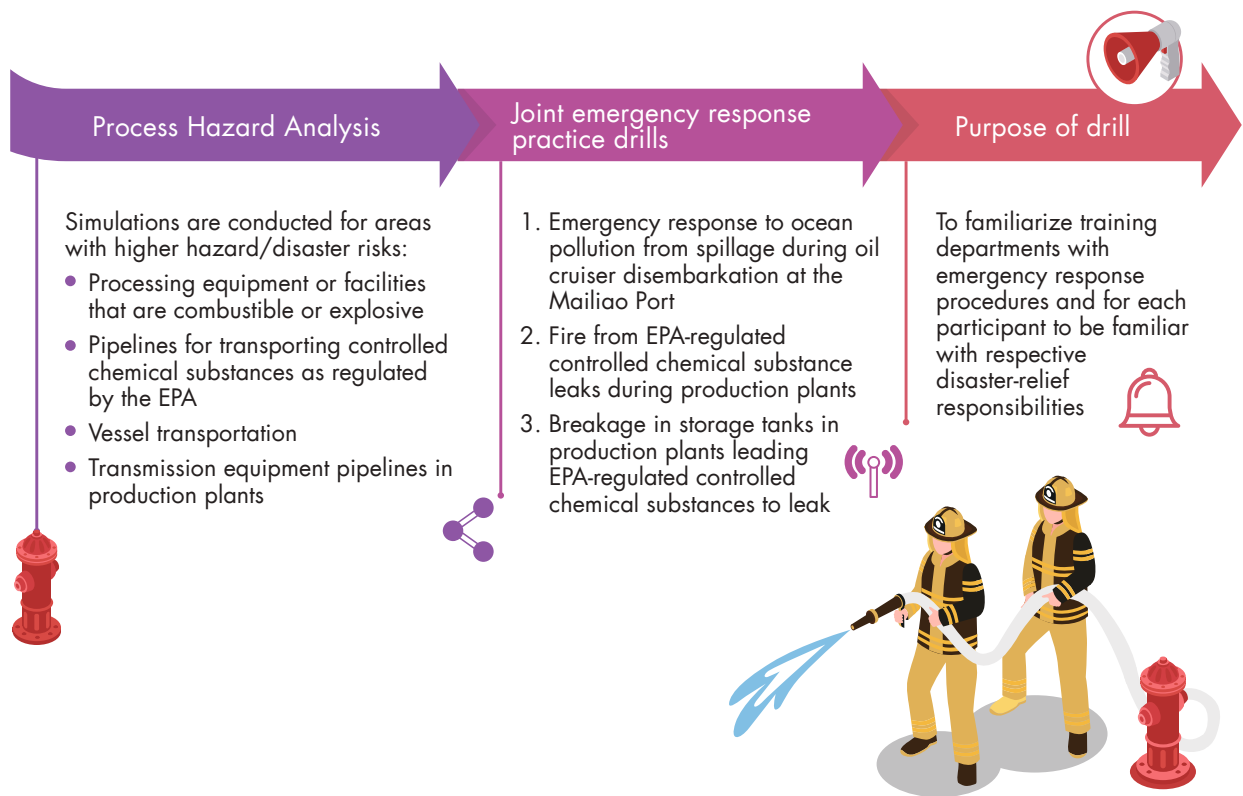 Process Hazard Analysis
Simulations are conducted for areas
with higher hazard/disaster risks:
• Processing equipment or facilities
that are combustible or explosive
• Pipelines for transporting controlled
chemical substances as regulated
by the EPA
• Vessel transportation
• Transmission equipment pipelines in
production plants
Joint emergency response
practice drills
1. Emergency response to ocean
pollution from spillage during oil
cruiser disembarkation at the
Mailiao Port
2. Fire from EPA-regulated
controlled chemical substance
leaks during production plants
3. Breakage in storage tanks in
production plants leading
EPA-regulated controlled
chemical substances to leak
Purpose of drill
To familiarize training
departments with
emergency response
procedures and for each
participant to be familiar
with respective
disaster-relief
responsibilities